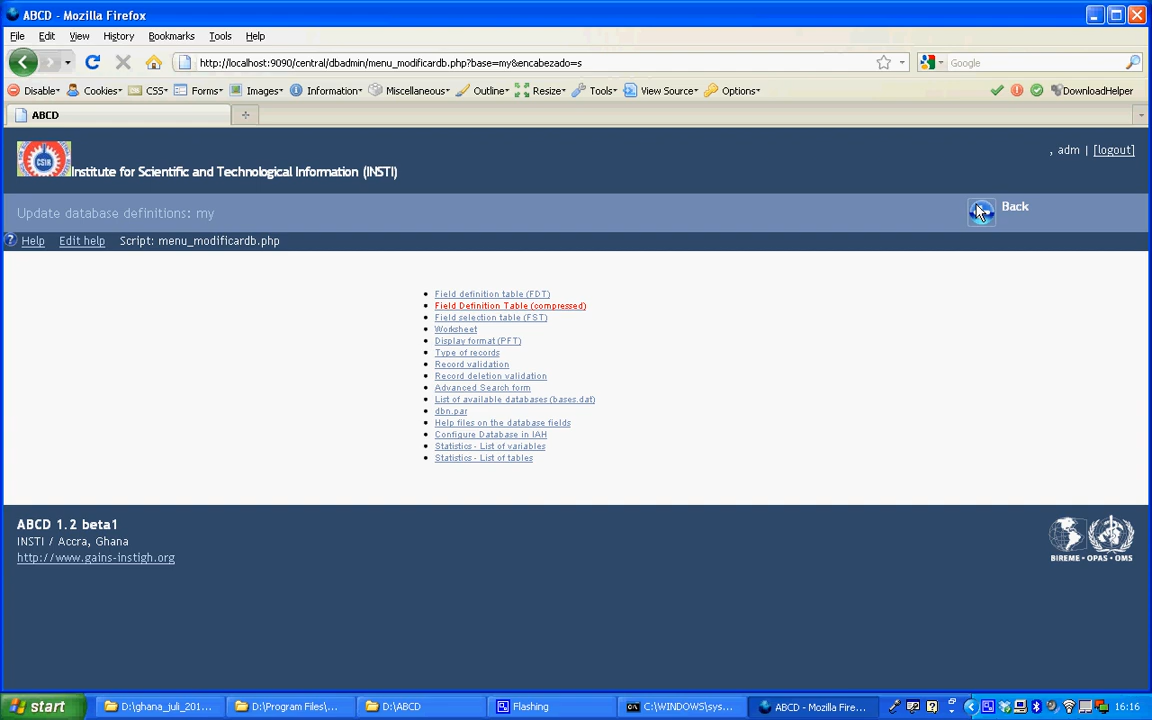 ABCD - Mozilla Firefox
File Edit View History Bookmarks Tools Help
http://localhost:9090/central/dbadmin/menu_modificardb.php?base=my&encabezado=s
Google
Disable Cookies CSS Forms Images Information Miscellaneous Outline Resize Tools View Source Options DownloadHelper
ABCD
CSIR
Institute for Scientific and Technological Information (INSTI)
, adm | [logout]
Update database definitions: my
Back
Help Edit help Script: menu_modificardb.php
Field definition table (FDT)
Field Definition Table (compressed)
Field selection table (FST)
Worksheet
Display format (PFT)
Type of records
Record validation
Record deletion validation
Advanced Search form
List of available databases (bases.dat)
dbn.par
Help files on the database fields
Configure Database in IAH
Statistics - List of variables
Statistics - List of tables
ABCD 1.2 beta1
INSTI / Accra, Ghana
http://www.gains-instigh.org
BIREME • OPAS • OMS
start D:\ghana_juli_201... D:\Program Files\... D:\ABCD Flashing C:\WINDOWS\sys... ABCD - Mozilla Fire... 16:16